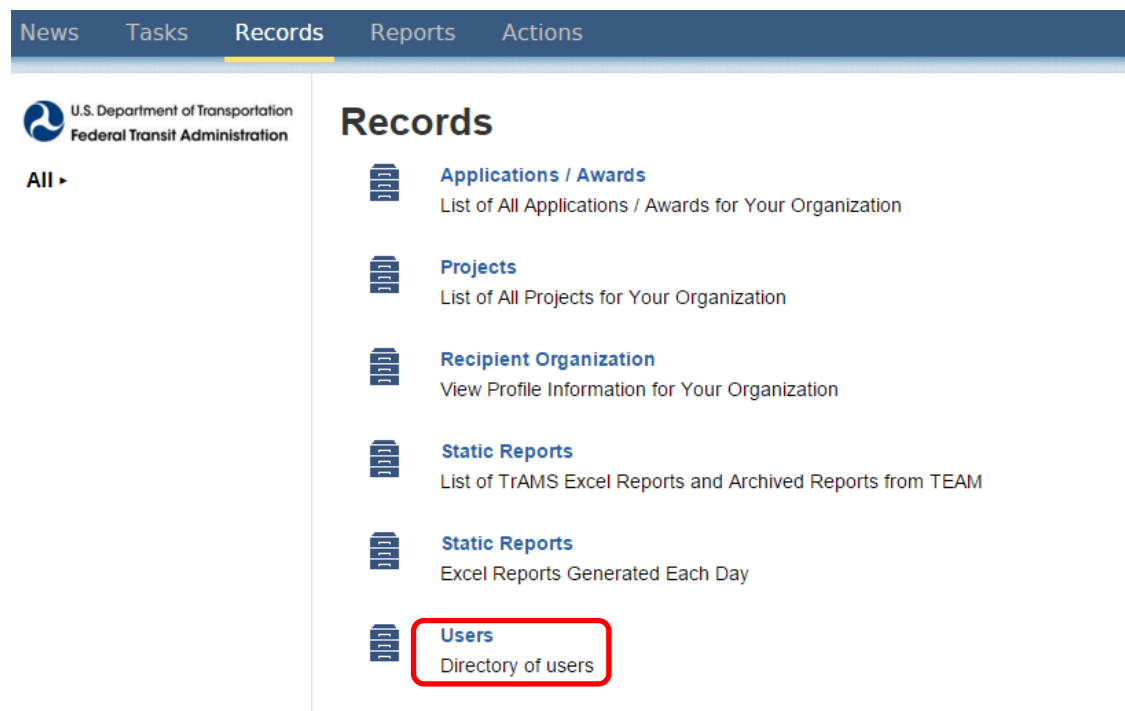 News Tasks Records Reports Actions
U.S. Department of Transportation
Federal Transit Administration
All ▸
Records
Applications / Awards
List of All Applications / Awards for Your Organization
Projects
List of All Projects for Your Organization
Recipient Organization
View Profile Information for Your Organization
Static Reports
List of TrAMS Excel Reports and Archived Reports from TEAM
Static Reports
Excel Reports Generated Each Day
Users
Directory of users